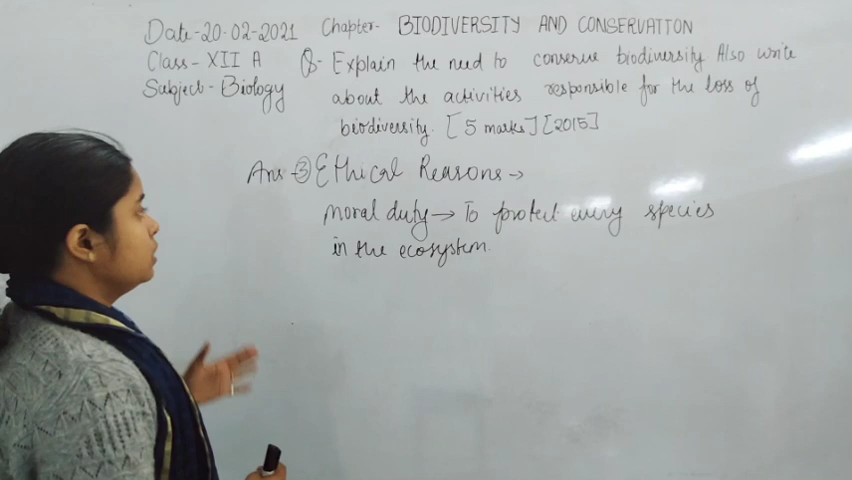 Date-20.02-2021 Chapter- BIODIVERSITY AND CONSERVATION
Class- XII A Q- Explain the need to conserve biodiversity Also write
Subject- Biology about the activities responsible for the loss of
biodiversity. [5 marks] [2015]
Ans-③ Ethical Reasons →
Moral duty → To protect every species
in the ecosystem.